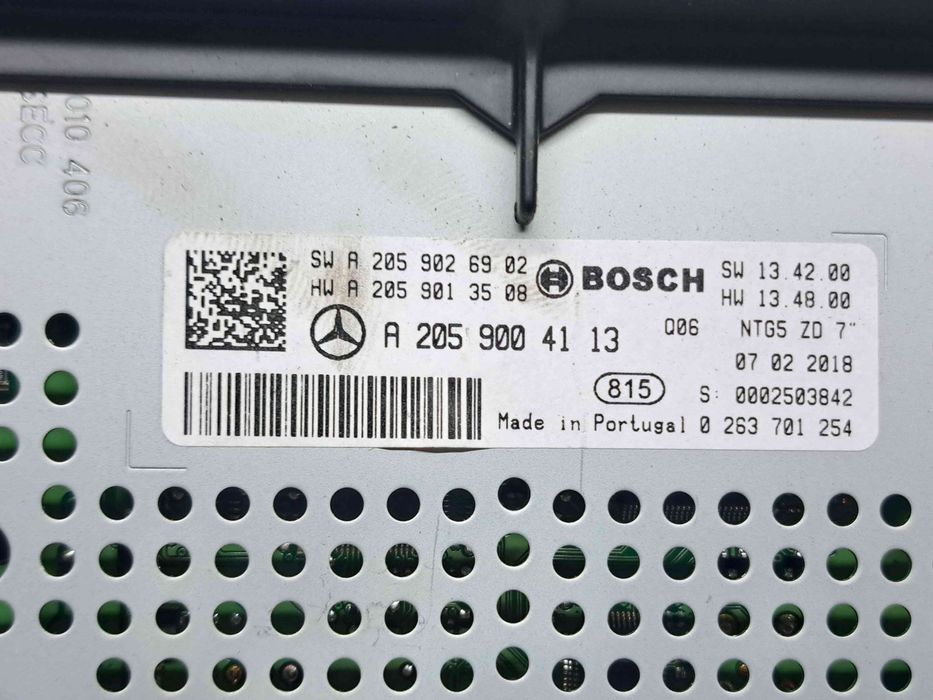 010 406
SECC
SW A 205 902 69 02
HW A 205 901 35 08
BOSCH
SW 13.42.00
HW 13.48.00
A 205 900 41 13
Q06
NTG5 ZD 7"
07 02 2018
815
S: 0002503842
Made in Portugal 0 263 701 254